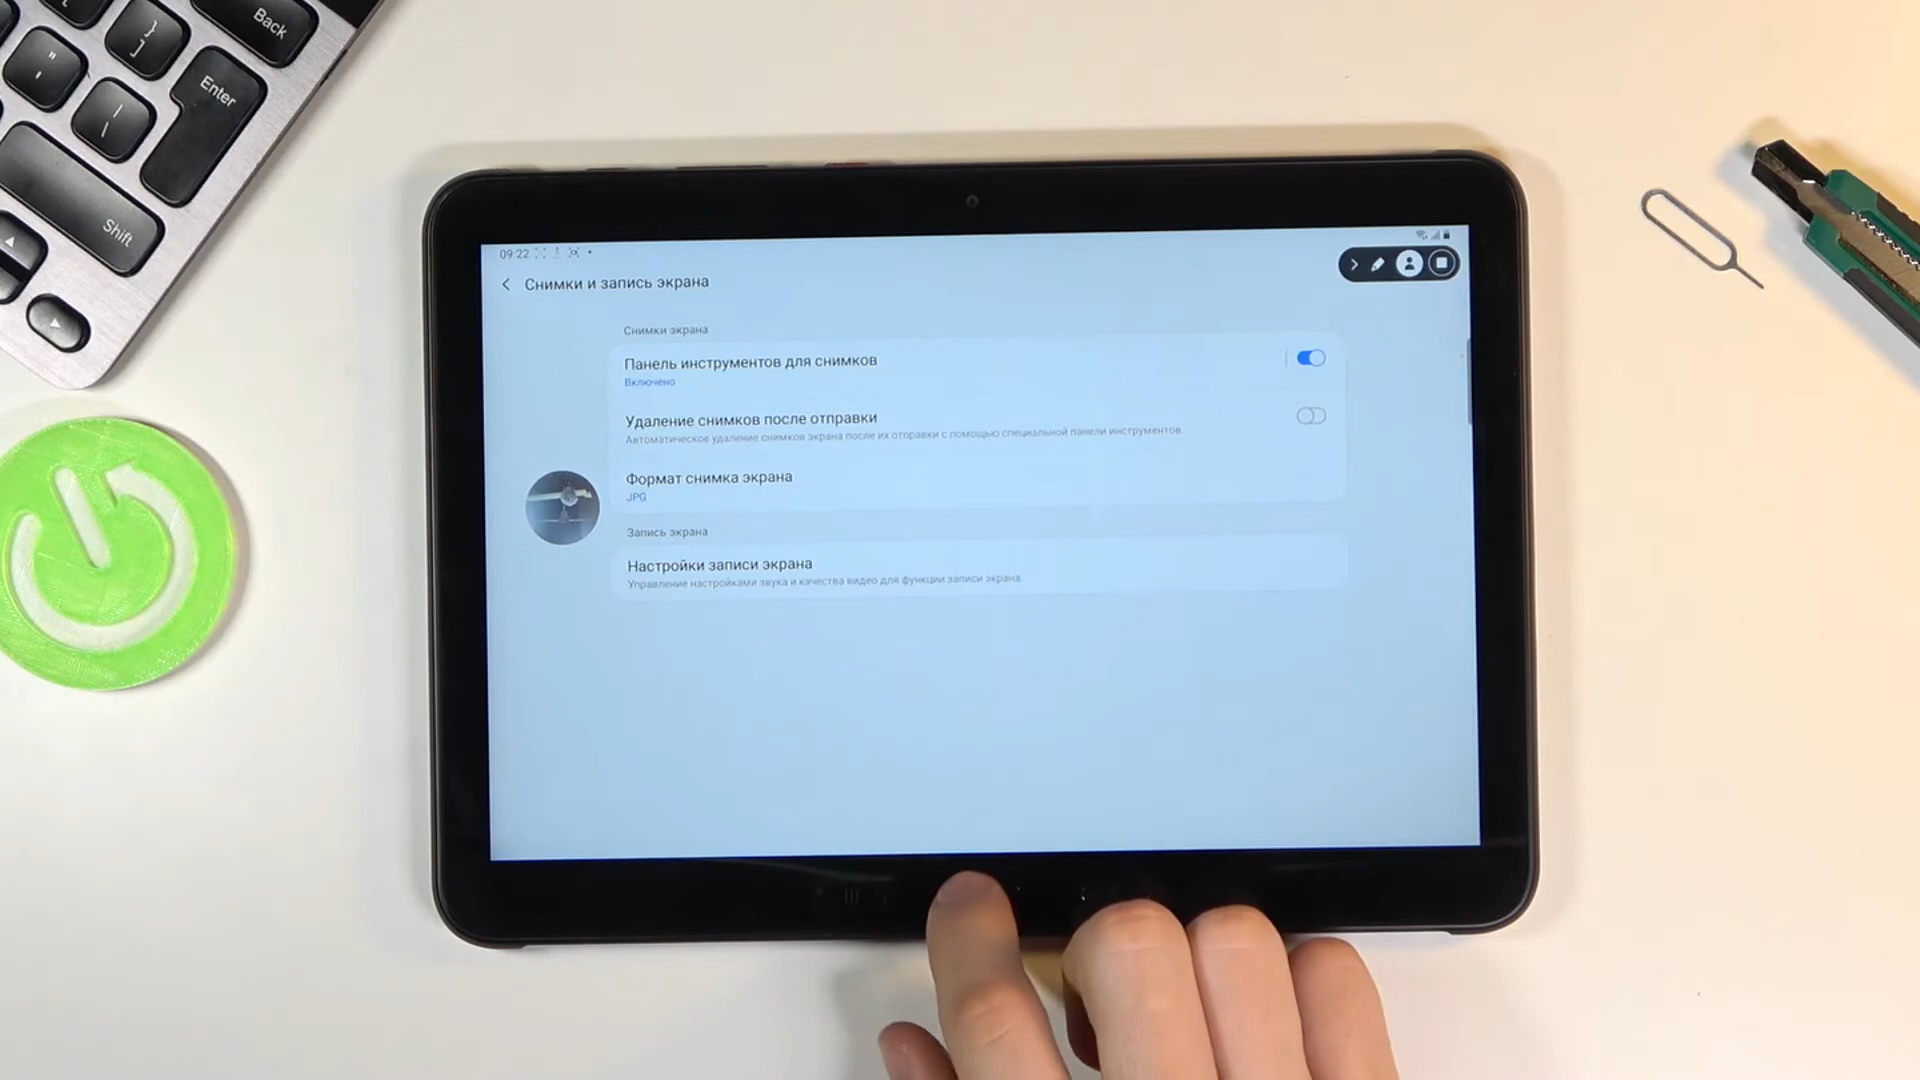 Back
Enter
Shift
09:22
Снимки и запись экрана
Снимки экрана
Панель инструментов для снимков
Включено
Удаление снимков после отправки
Автоматическое удаление снимков экрана после их отправки с помощью специальной панели инструментов.
Формат снимка экрана
JPG
Запись экрана
Настройки записи экрана
Управление настройками звука и качества видео для функции записи экрана.